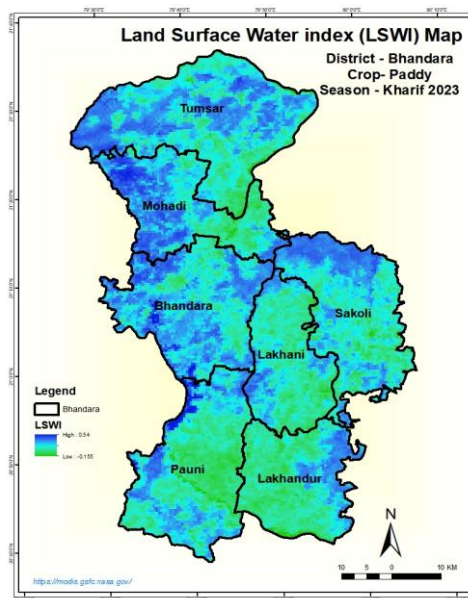 Land Surface Water index (LSWI) Map
District - Bhandara
Crop- Paddy
Season - Kharif 2023
Tumsar
Mohadi
Bhandara
Sakoli
Lakhani
Legend
Bhandara
LSWI
High : 0.54
Low : -0.155
Pauni
Lakhandur
N
10 5 0 10 KM
https://modis.gsfc.nasa.gov/